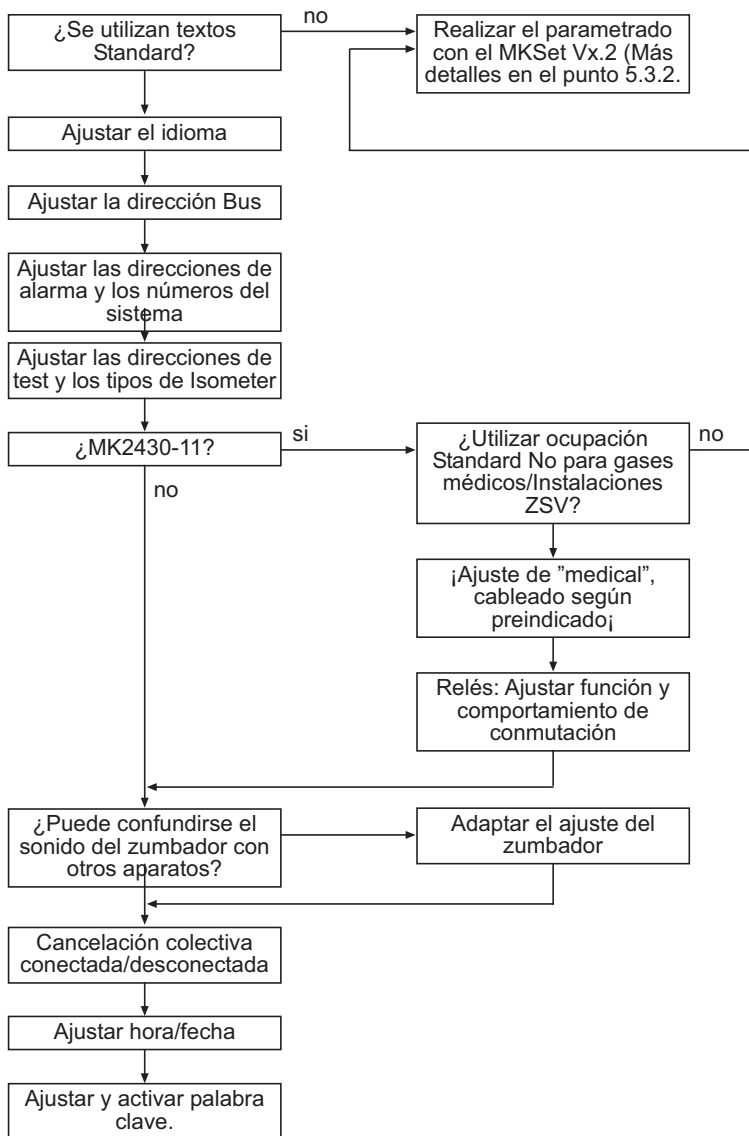 ¿Se utilizan textos
Standard?
no
Realizar el parametrado
con el MKSet Vx.2 (Más
detalles en el punto 5.3.2.
Ajustar el idioma
Ajustar la dirección Bus
Ajustar las direcciones de
alarma y los números del
sistema
Ajustar las direcciones de
test y los tipos de Isometer
¿MK2430-11?
si
no
¿Utilizar ocupación
Standard No para gases
médicos/Instalaciones
ZSV?
no
¡Ajuste de ”medical”,
cableado según
preindicado¡
Relés: Ajustar función y
comportamiento de
conmutación
¿Puede confundirse el
sonido del zumbador con
otros aparatos?
Adaptar el ajuste del
zumbador
Cancelación colectiva
conectada/desconectada
Ajustar hora/fecha
Ajustar y activar palabra
clave.